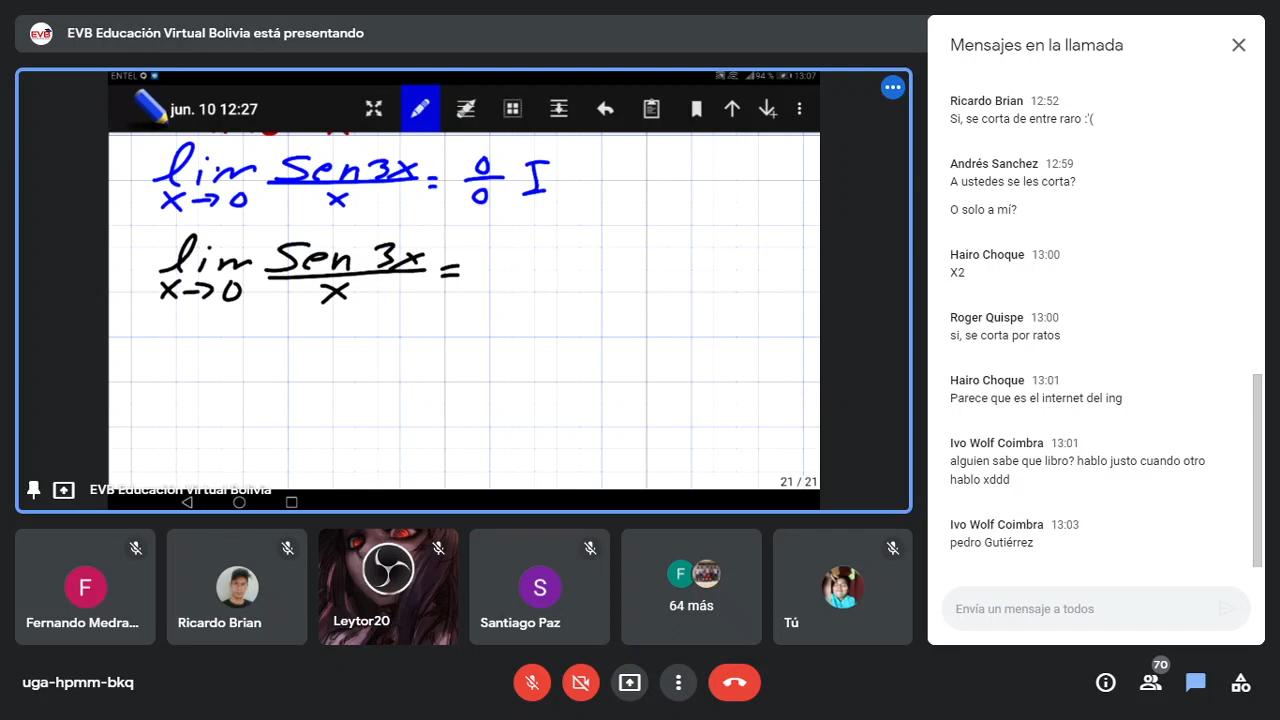 EVB Educación Virtual Bolivia está presentando
ENTEL
94 % 13:07
jun. 10 12:27
lim Sen 3x = 0 I
x→0 x 0
lim Sen 3x =
x→0 x
21 / 21
EVB Educación Virtual Bolivia
F
Fernando Medra...
Ricardo Brian
Leytor20
S
Santiago Paz
F
64 más
Tú
uga-hpmm-bkq
Mensajes en la llamada
Ricardo Brian 12:52
Si, se corta de entre raro :'(
Andrés Sanchez 12:59
A ustedes se les corta?
O solo a mí?
Hairo Choque 13:00
X2
Roger Quispe 13:00
si, se corta por ratos
Hairo Choque 13:01
Parece que es el internet del ing
Ivo Wolf Coimbra 13:01
alguien sabe que libro? hablo justo cuando otro
hablo xddd
Ivo Wolf Coimbra 13:03
pedro Gutiérrez
Envía un mensaje a todos
70